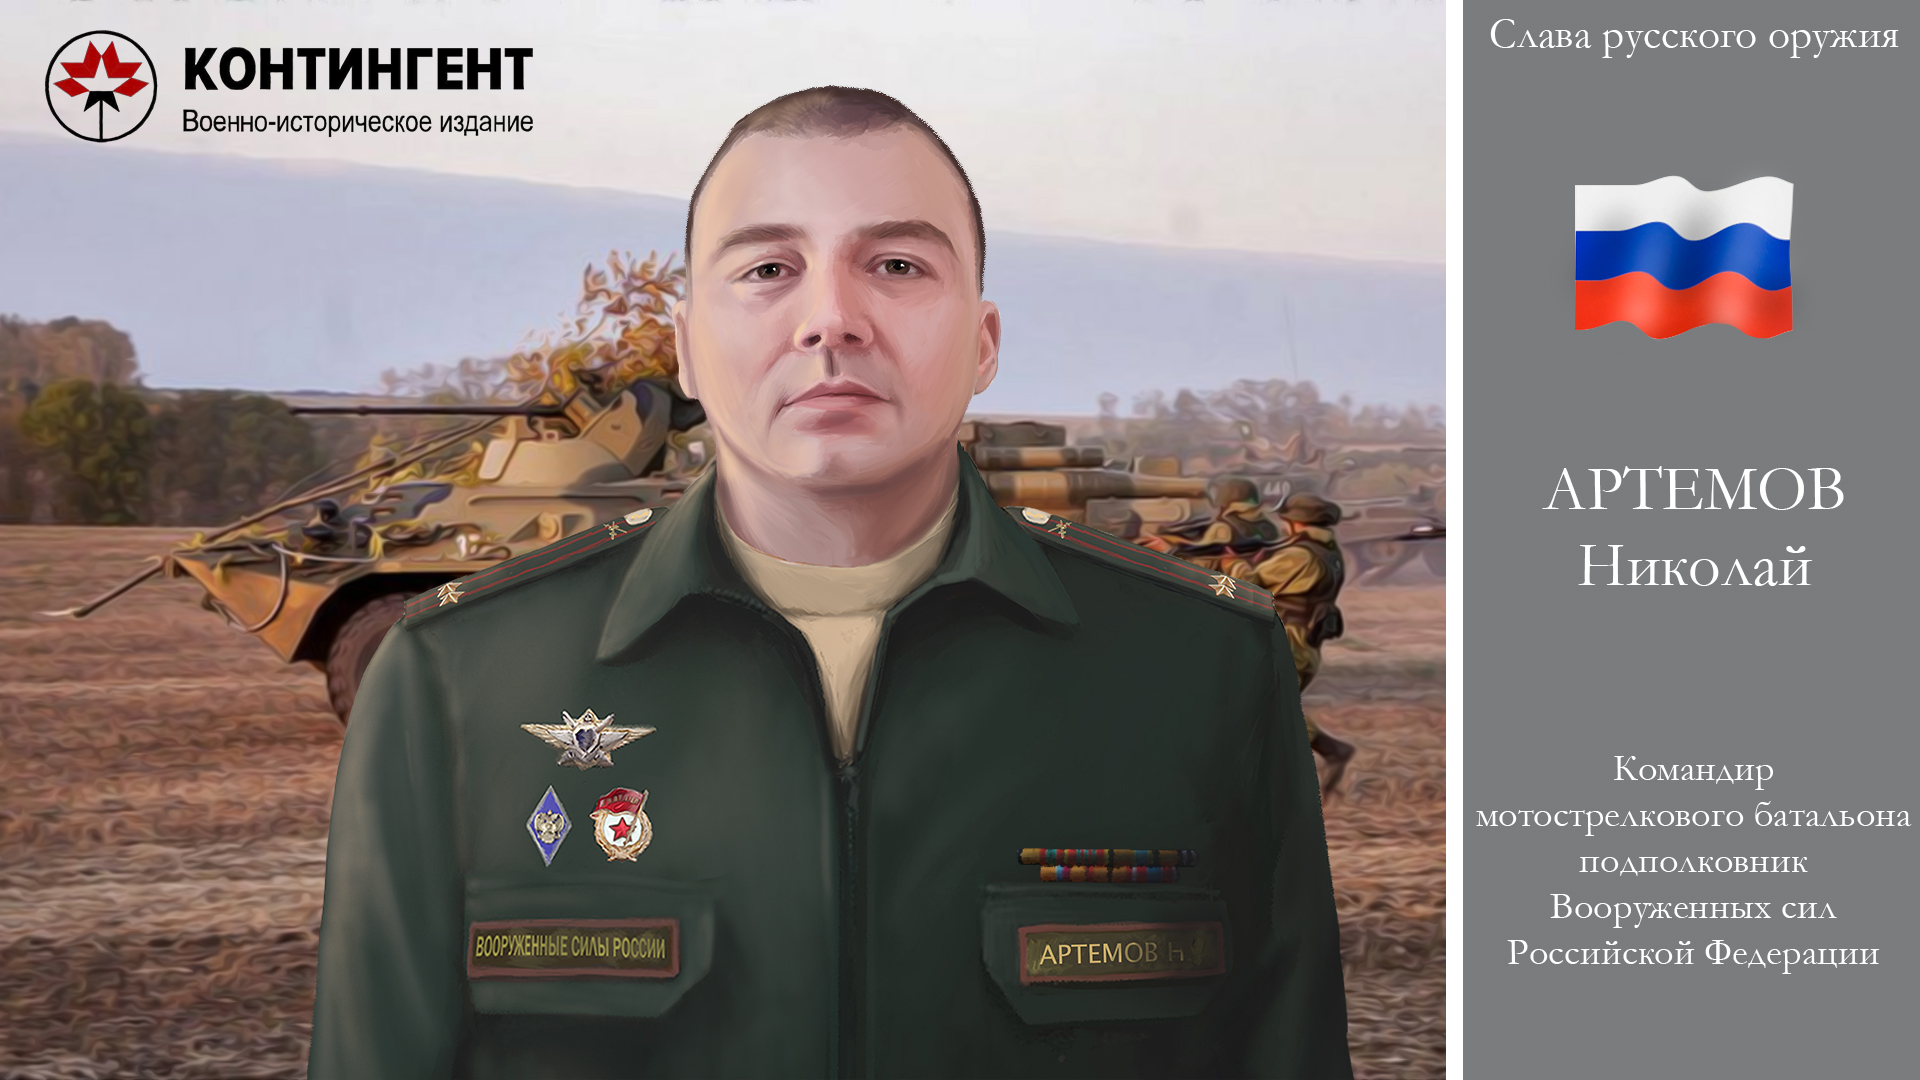 КОНТИНГЕНТ
Военно-историческое издание
Слава русского оружия
АРТЕМОВ
Николай
Командир
мотострелкового батальона
подполковник
Вооруженных сил
Российской Федерации
ВООРУЖЕННЫЕ СИЛЫ РОССИИ
АРТЕМОВ Н